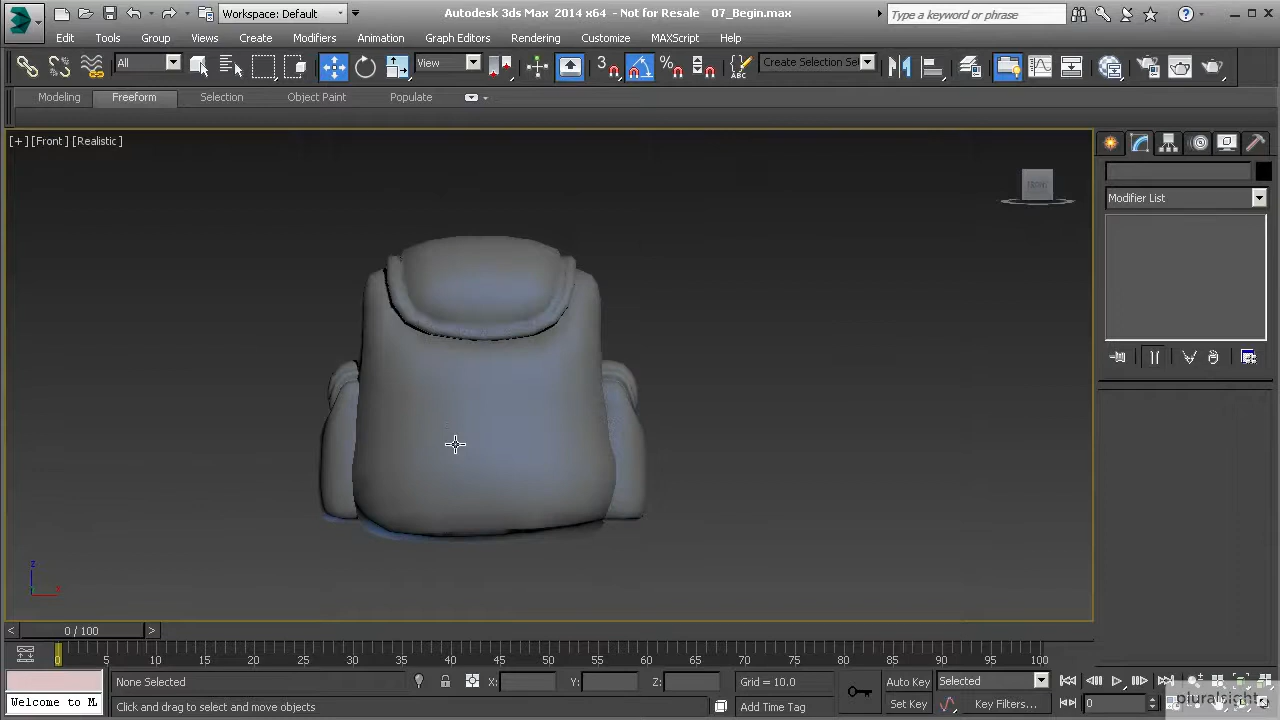 Workspace: Default
Autodesk 3ds Max 2014 x64 - Not for Resale 07_Begin.max
Type a keyword or phrase
Edit Tools Group Views Create Modifiers Animation Graph Editors Rendering Customize MAXScript Help
All View 3 Create Selection Se
Modeling Freeform Selection Object Paint Populate
[+] [Front ] [Realistic ]
Modifier List
z
0 / 100
0 5 10 15 20 25 30 35 40 45 50 55 60 65 70 75 80 85 90 95 100
None Selected X: Y: Z: Grid = 10.0 Auto Key Selected
Welcome to M Click and drag to select and move objects Add Time Tag Set Key Key Filters... 0
pluralsight